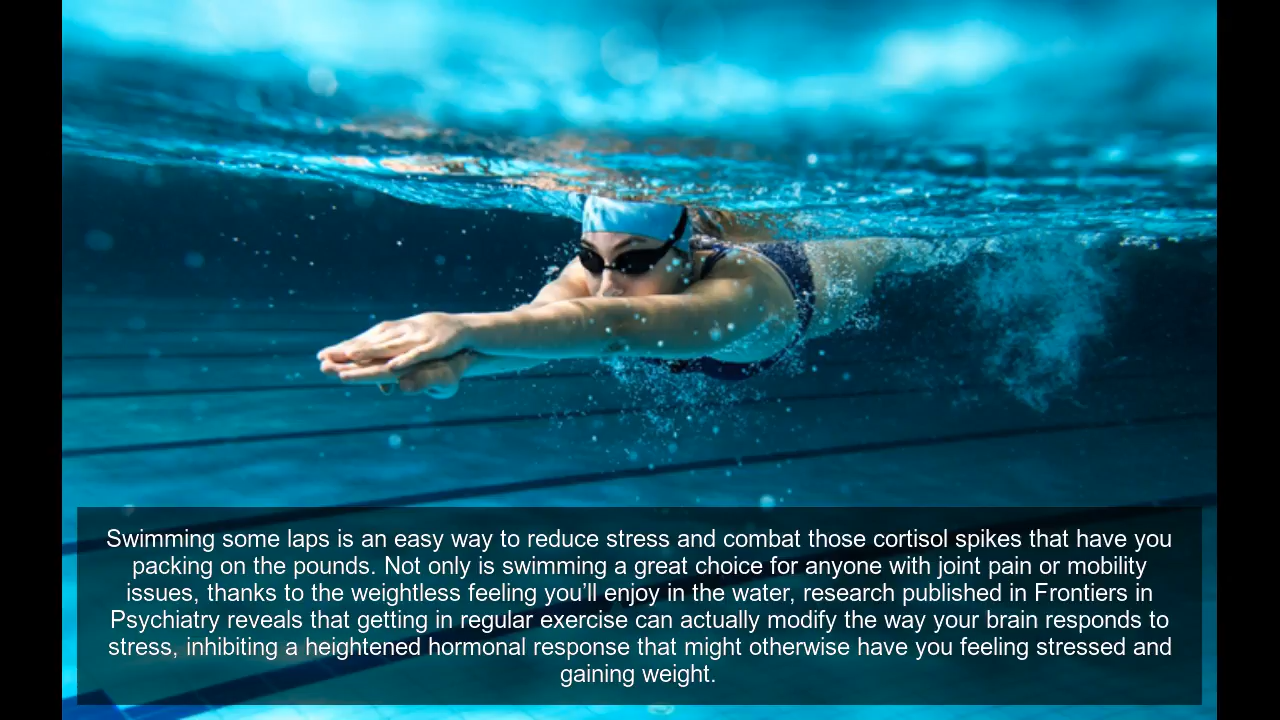 Swimming some laps is an easy way to reduce stress and combat those cortisol spikes that have you
packing on the pounds. Not only is swimming a great choice for anyone with joint pain or mobility
issues, thanks to the weightless feeling you’ll enjoy in the water, research published in Frontiers in
Psychiatry reveals that getting in regular exercise can actually modify the way your brain responds to
stress, inhibiting a heightened hormonal response that might otherwise have you feeling stressed and
gaining weight.